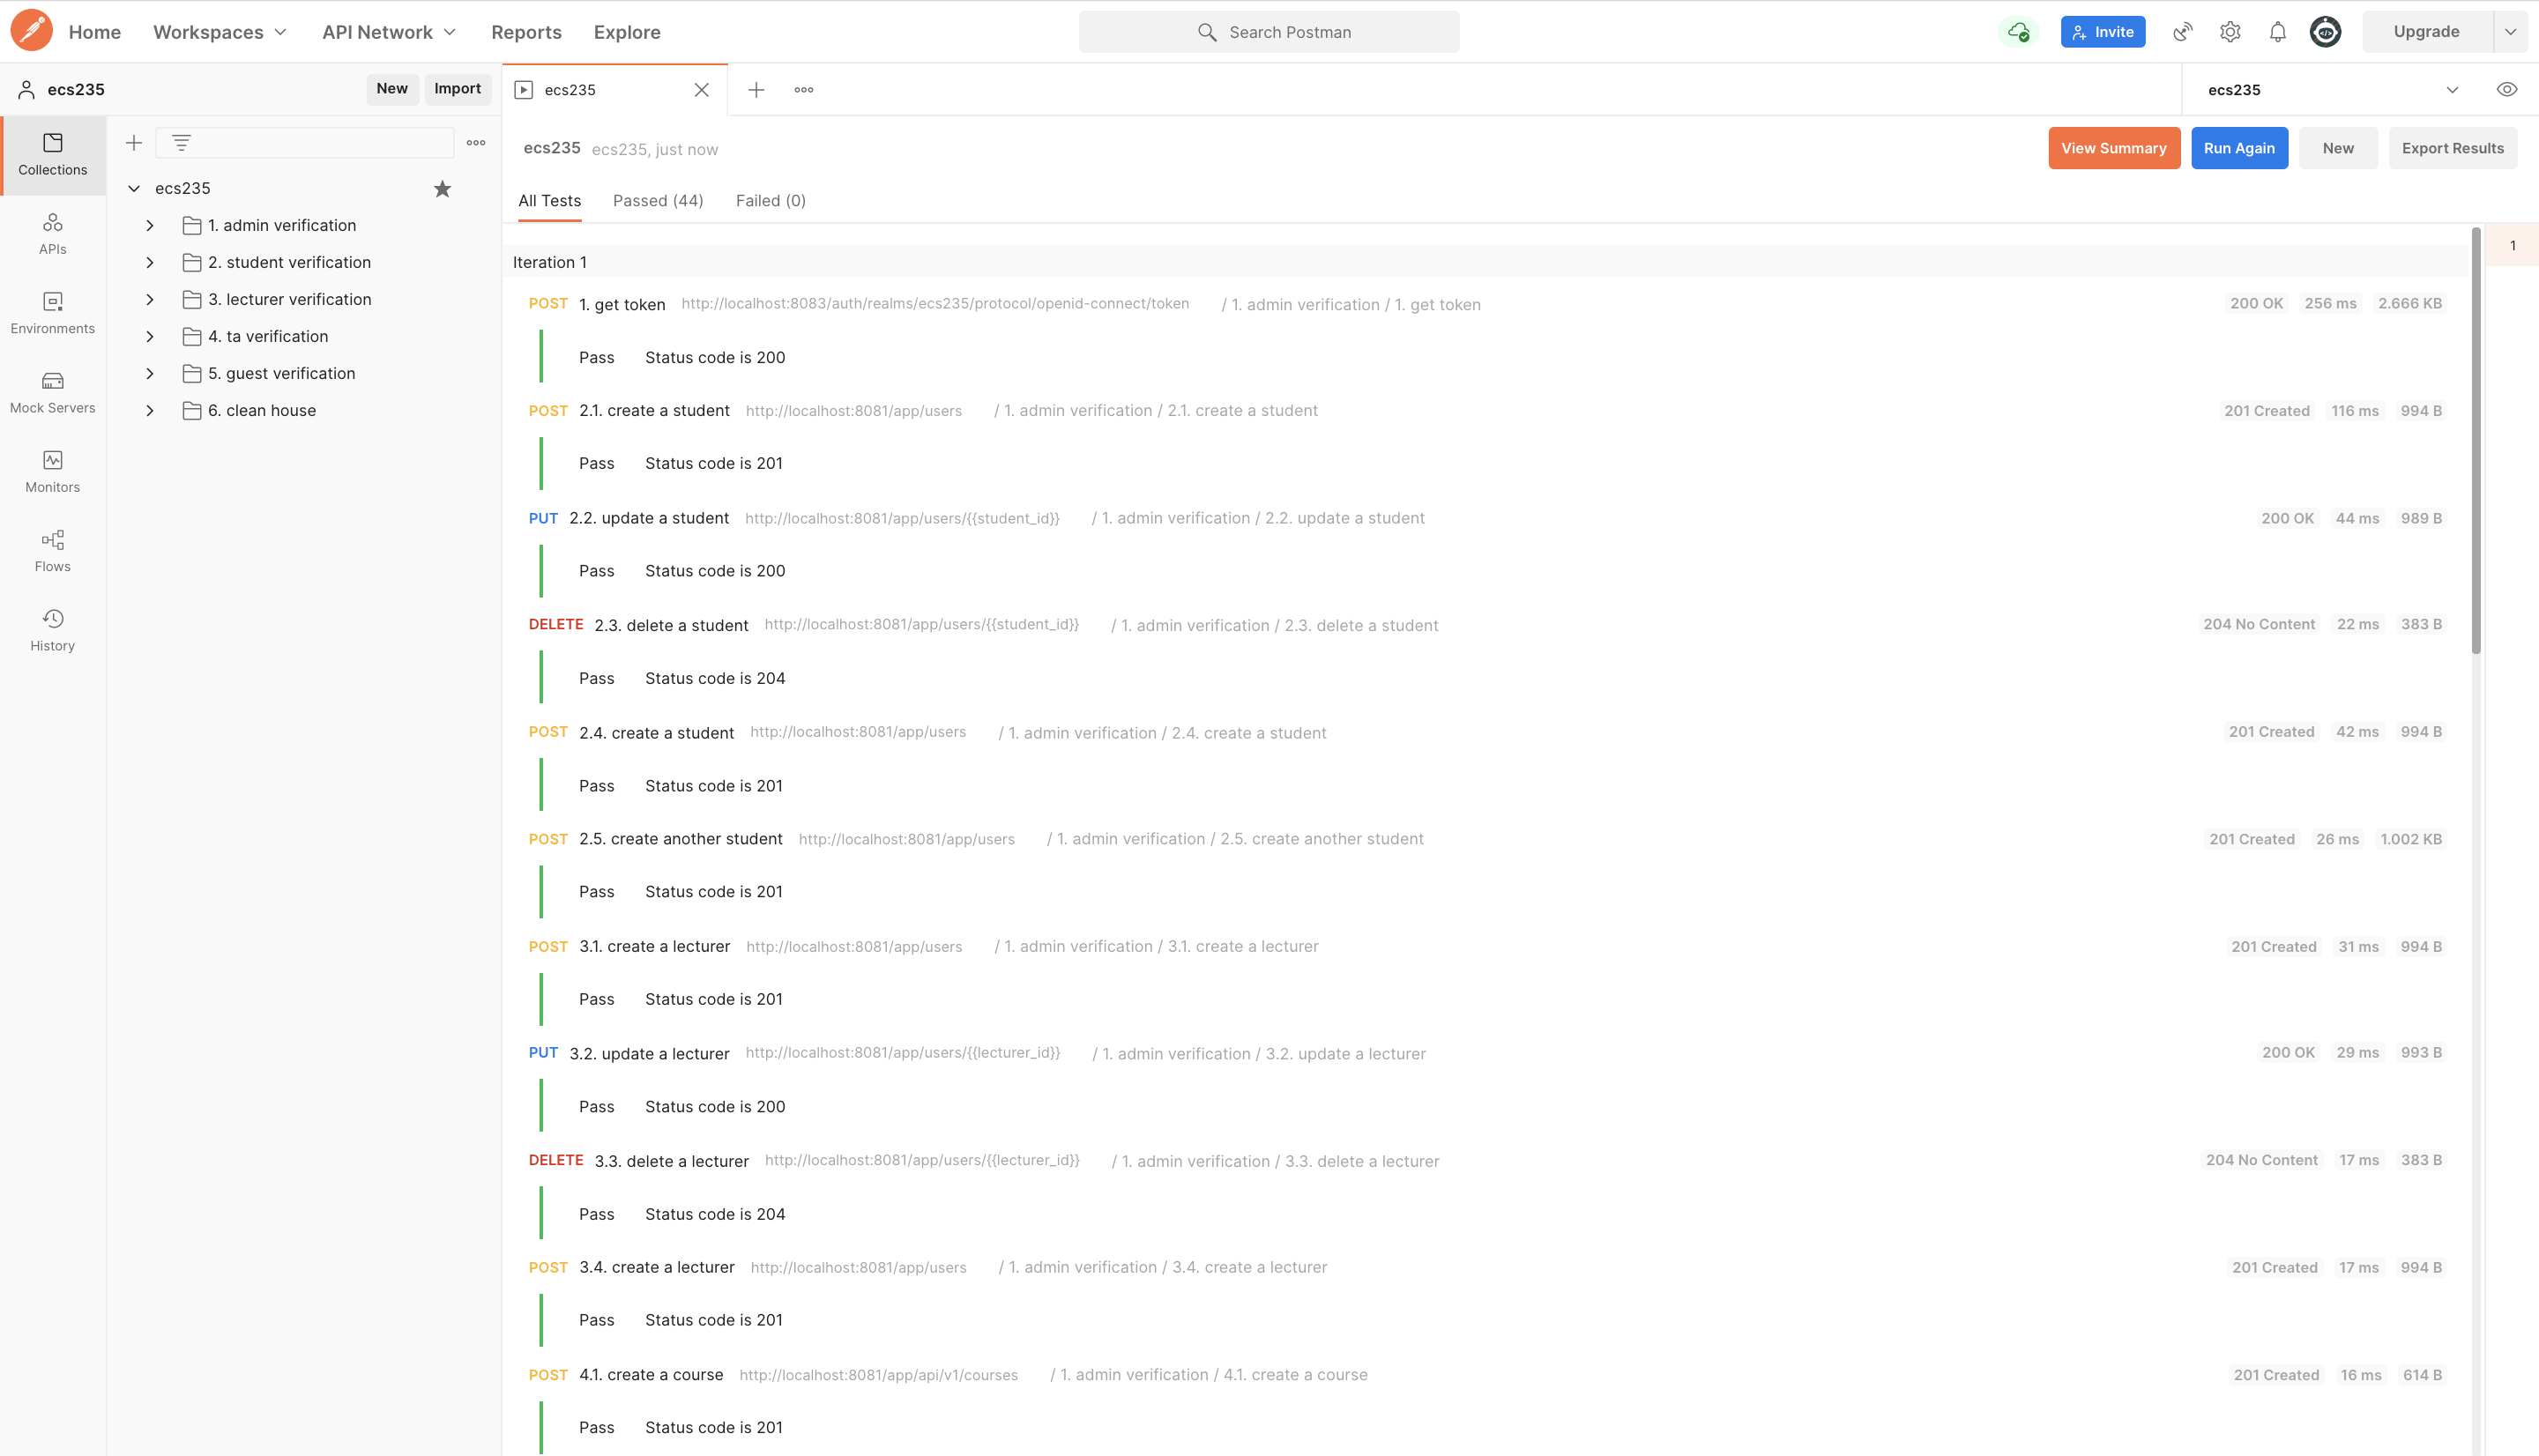 Home Workspaces API Network Reports Explore Search Postman Invite Upgrade
ecs235 New Import ecs235 ecs235
Collections
APIs
Environments
Mock Servers
Monitors
Flows
History
ecs235
1. admin verification
2. student verification
3. lecturer verification
4. ta verification
5. guest verification
6. clean house
ecs235 ecs235, just now View Summary Run Again New Export Results
All Tests Passed (44) Failed (0)
1
Iteration 1
POST 1. get token http://localhost:8083/auth/realms/ecs235/protocol/openid-connect/token / 1. admin verification / 1. get token 200 OK 256 ms 2.666 KB
Pass Status code is 200
POST 2.1. create a student http://localhost:8081/app/users / 1. admin verification / 2.1. create a student 201 Created 116 ms 994 B
Pass Status code is 201
PUT 2.2. update a student http://localhost:8081/app/users/{{student_id}} / 1. admin verification / 2.2. update a student 200 OK 44 ms 989 B
Pass Status code is 200
DELETE 2.3. delete a student http://localhost:8081/app/users/{{student_id}} / 1. admin verification / 2.3. delete a student 204 No Content 22 ms 383 B
Pass Status code is 204
POST 2.4. create a student http://localhost:8081/app/users / 1. admin verification / 2.4. create a student 201 Created 42 ms 994 B
Pass Status code is 201
POST 2.5. create another student http://localhost:8081/app/users / 1. admin verification / 2.5. create another student 201 Created 26 ms 1.002 KB
Pass Status code is 201
POST 3.1. create a lecturer http://localhost:8081/app/users / 1. admin verification / 3.1. create a lecturer 201 Created 31 ms 994 B
Pass Status code is 201
PUT 3.2. update a lecturer http://localhost:8081/app/users/{{lecturer_id}} / 1. admin verification / 3.2. update a lecturer 200 OK 29 ms 993 B
Pass Status code is 200
DELETE 3.3. delete a lecturer http://localhost:8081/app/users/{{lecturer_id}} / 1. admin verification / 3.3. delete a lecturer 204 No Content 17 ms 383 B
Pass Status code is 204
POST 3.4. create a lecturer http://localhost:8081/app/users / 1. admin verification / 3.4. create a lecturer 201 Created 17 ms 994 B
Pass Status code is 201
POST 4.1. create a course http://localhost:8081/app/api/v1/courses / 1. admin verification / 4.1. create a course 201 Created 16 ms 614 B
Pass Status code is 201